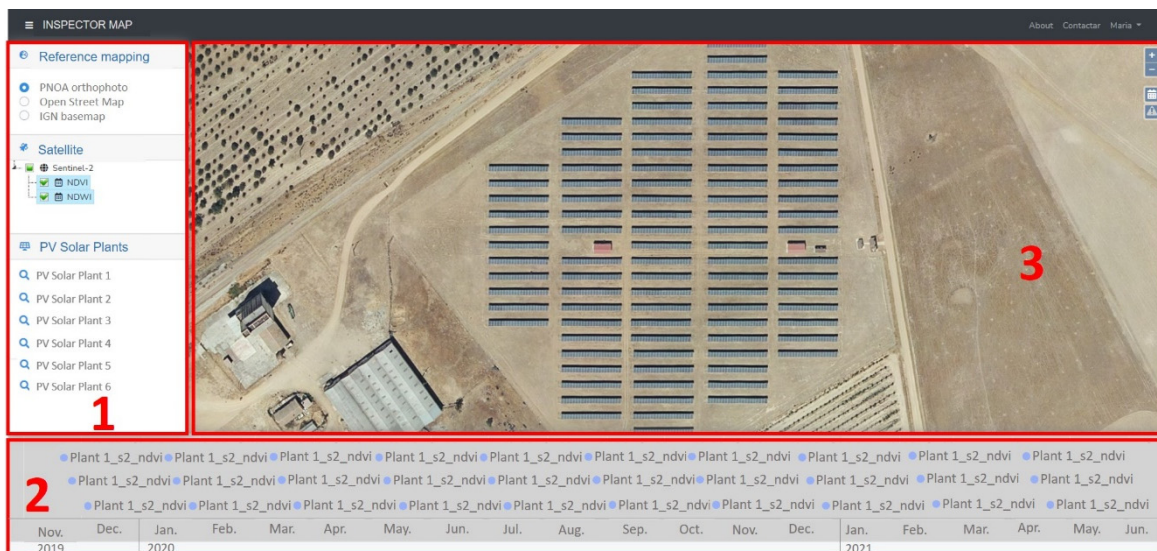 INSPECTOR MAP
About Contactar Maria
Reference mapping
PNOA orthophoto
Open Street Map
IGN basemap
Satellite
Sentinel-2
NDVI
NDWI
PV Solar Plants
PV Solar Plant 1
PV Solar Plant 2
PV Solar Plant 3
PV Solar Plant 4
PV Solar Plant 5
PV Solar Plant 6
1
3
+
−
Plant 1_s2_ndvi Plant 1_s2_ndvi Plant 1_s2_ndvi Plant 1_s2_ndvi Plant 1_s2_ndvi Plant 1_s2_ndvi Plant 1_s2_ndvi Plant 1_s2_ndvi Plant 1_s2_ndvi Plant 1_s2_ndvi
Plant 1_s2_ndvi Plant 1_s2_ndvi Plant 1_s2_ndvi Plant 1_s2_ndvi Plant 1_s2_ndvi Plant 1_s2_ndvi Plant 1_s2_ndvi Plant 1_s2_ndvi Plant 1_s2_ndvi Plant 1_s2_ndvi
2
Plant 1_s2_ndvi Plant 1_s2_ndvi Plant 1_s2_ndvi Plant 1_s2_ndvi Plant 1_s2_ndvi Plant 1_s2_ndvi Plant 1_s2_ndvi Plant 1_s2_ndvi Plant 1_s2_ndvi Plant 1_s2_ndvi
Nov. Dec. Jan. Feb. Mar. Apr. May. Jun. Jul. Aug. Sep. Oct. Nov. Dec. Jan. Feb. Mar. Apr. May. Jun.
2019 2020 2021